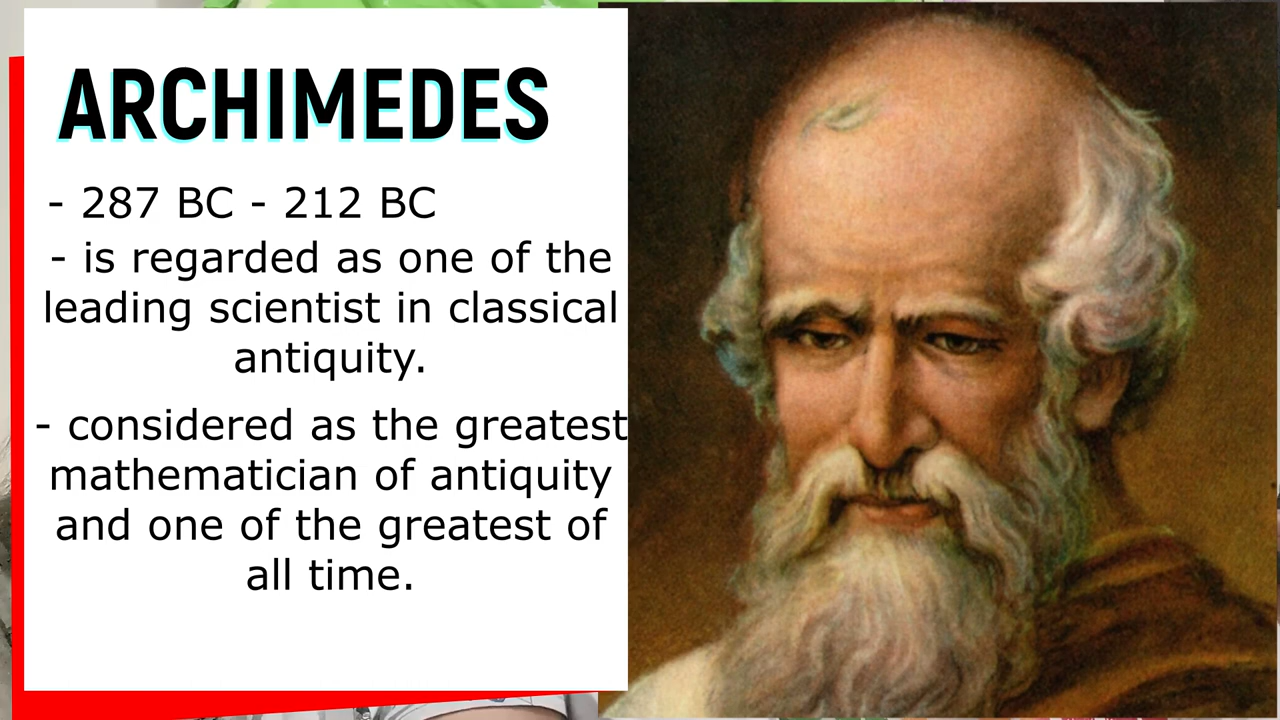 ARCHIMEDES
- 287 BC - 212 BC
- is regarded as one of the
leading scientist in classical
antiquity.
- considered as the greatest
mathematician of antiquity
and one of the greatest of
all time.